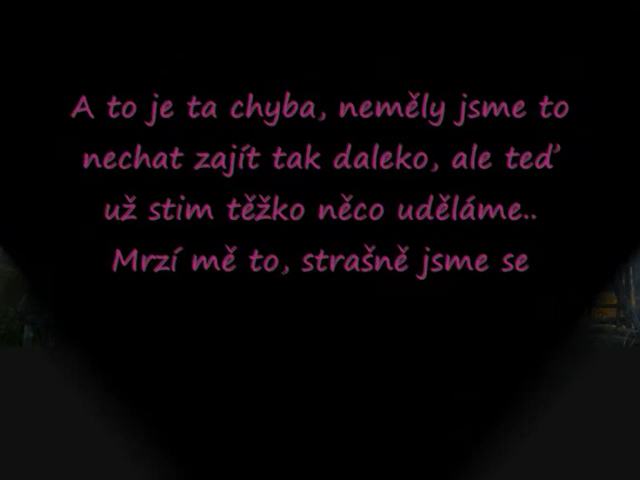 A to je ta chyba, neměly jsme to
nechat zajít tak daleko, ale teď
už stim těžko něco uděláme..
Mrzí mě to, strašně jsme se